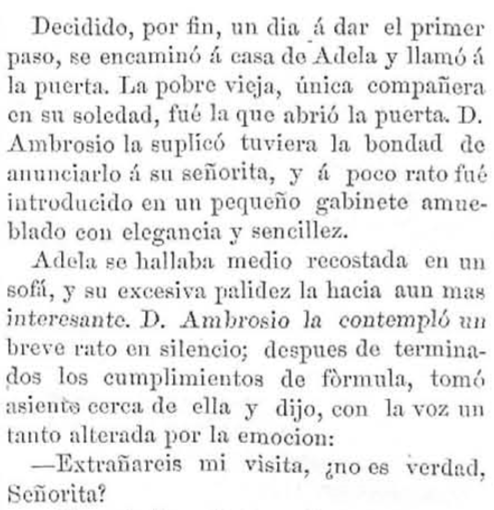 Decidido, por fin, un dia á dar el primer
paso, se encaminó á casa de Adela y llamó á
la puerta. La pobre vieja, única compañera
en su soledad, fué la que abrió la puerta. D.
Ambrosio la suplicó tuviera la bondad de
anunciarlo á su señorita, y á poco rato fué
introducido en un pequeño gabinete amue-
blado con elegancia y sencillez.
Adela se hallaba medio recostada en un
sofá, y su excesiva palidez la hacia aun mas
interesante. D. Ambrosio la contempló un
breve rato en silencio; despues de termina-
dos los cumplimientos de fòrmula, tomó
asiento cerca de ella y dijo, con la voz un
tanto alterada por la emocion:
—Extrañareis mi visita, ¿no es verdad,
Señorita?